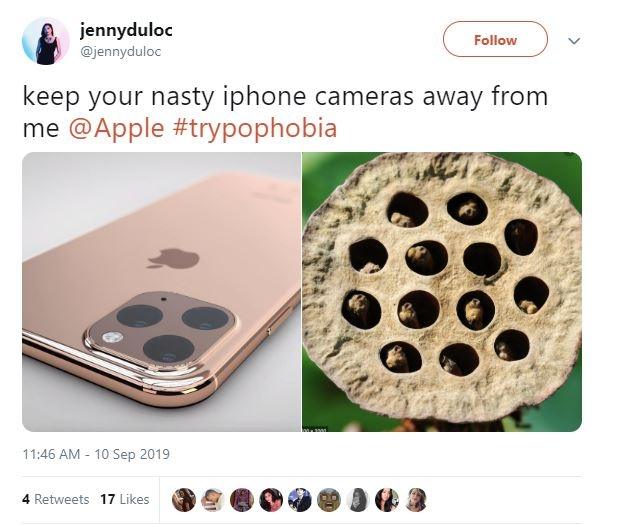 jennyduloc
@jennyduloc
Follow
keep your nasty iphone cameras away from
me @Apple #trypophobia
11:46 AM - 10 Sep 2019
4 Retweets 17 Likes